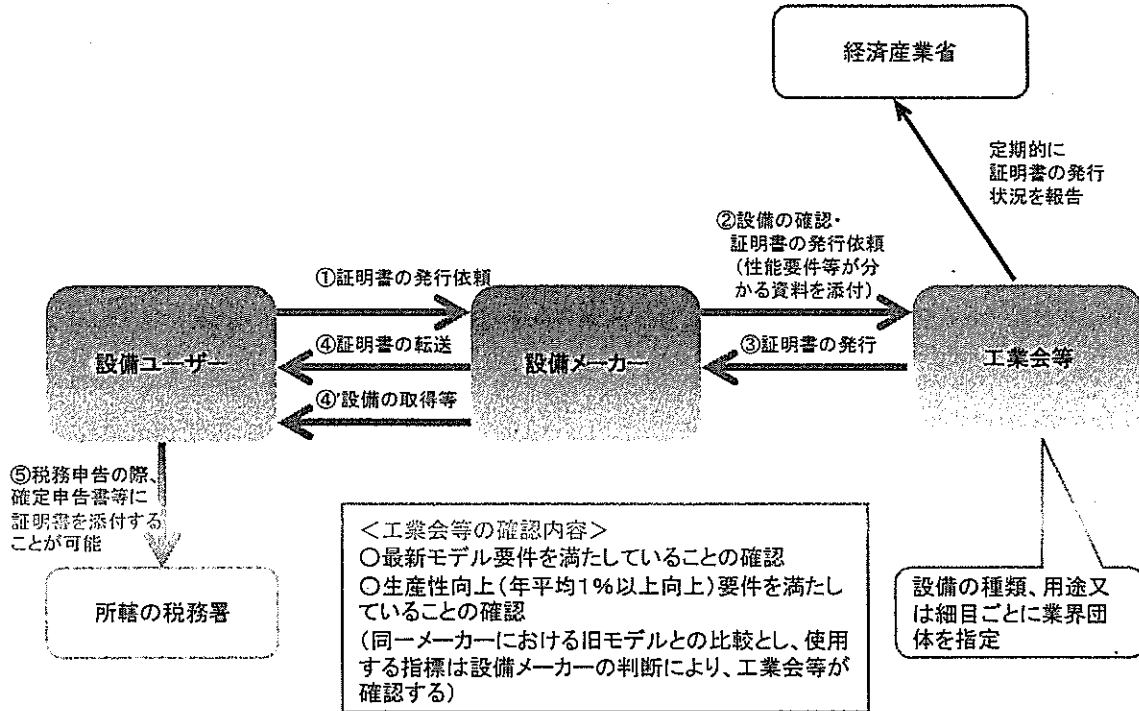 経済産業省
定期的に
証明書の発行
状況を報告
②設備の確認・
証明書の発行依頼
(性能要件等が分
かる資料を添付)
①証明書の発行依頼
設備ユーザー
④証明書の転送
設備メーカー
③証明書の発行
工業会等
④'設備の取得等
⑤税務申告の際、
確定申告書等に
証明書を添付する
ことが可能
所轄の税務署
<工業会等の確認内容>
○最新モデル要件を満たしていることの確認
○生産性向上(年平均1%以上向上)要件を満たし
ていることの確認
(同一メーカーにおける旧モデルとの比較とし、使用
する指標は設備メーカーの判断により、工業会等が
確認する)
設備の種類、用途又
は細目ごとに業界団
体を指定